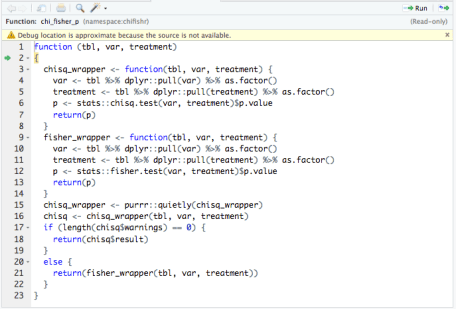 Run
Function: chi_fisher_p (namespace:chifishr) (Read-only)
Debug location is approximate because the source is not available.
1 function (tbl, var, treatment)
2 {
3 chisq_wrapper <- function(tbl, var, treatment) {
4 var <- tbl %>% dplyr::pull(var) %>% as.factor()
5 treatment <- tbl %>% dplyr::pull(treatment) %>% as.factor()
6 p <- stats::chisq.test(var, treatment)$p.value
7 return(p)
8 }
9 fisher_wrapper <- function(tbl, var, treatment) {
10 var <- tbl %>% dplyr::pull(var) %>% as.factor()
11 treatment <- tbl %>% dplyr::pull(treatment) %>% as.factor()
12 p <- stats::fisher.test(var, treatment)$p.value
13 return(p)
14 }
15 chisq_wrapper <- purrr::quietly(chisq_wrapper)
16 chisq <- chisq_wrapper(tbl, var, treatment)
17 if (length(chisq$warnings) == 0) {
18 return(chisq$result)
19 }
20 else {
21 return(fisher_wrapper(tbl, var, treatment))
22 }
23 }